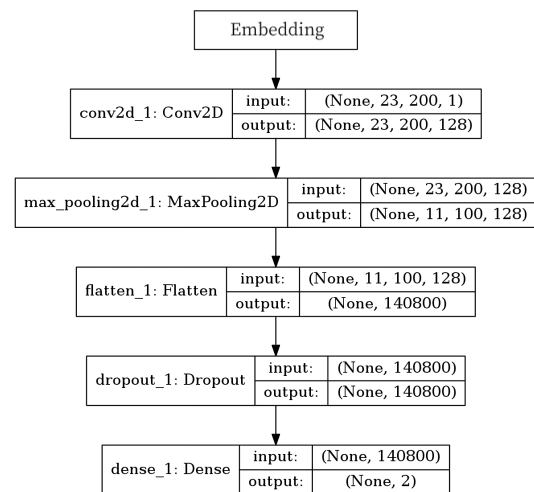 Embedding
conv2d_1: Conv2D
input: (None, 23, 200, 1)
output: (None, 23, 200, 128)
max_pooling2d_1: MaxPooling2D
input: (None, 23, 200, 128)
output: (None, 11, 100, 128)
flatten_1: Flatten
input: (None, 11, 100, 128)
output: (None, 140800)
dropout_1: Dropout
input: (None, 140800)
output: (None, 140800)
dense_1: Dense
input: (None, 140800)
output: (None, 2)